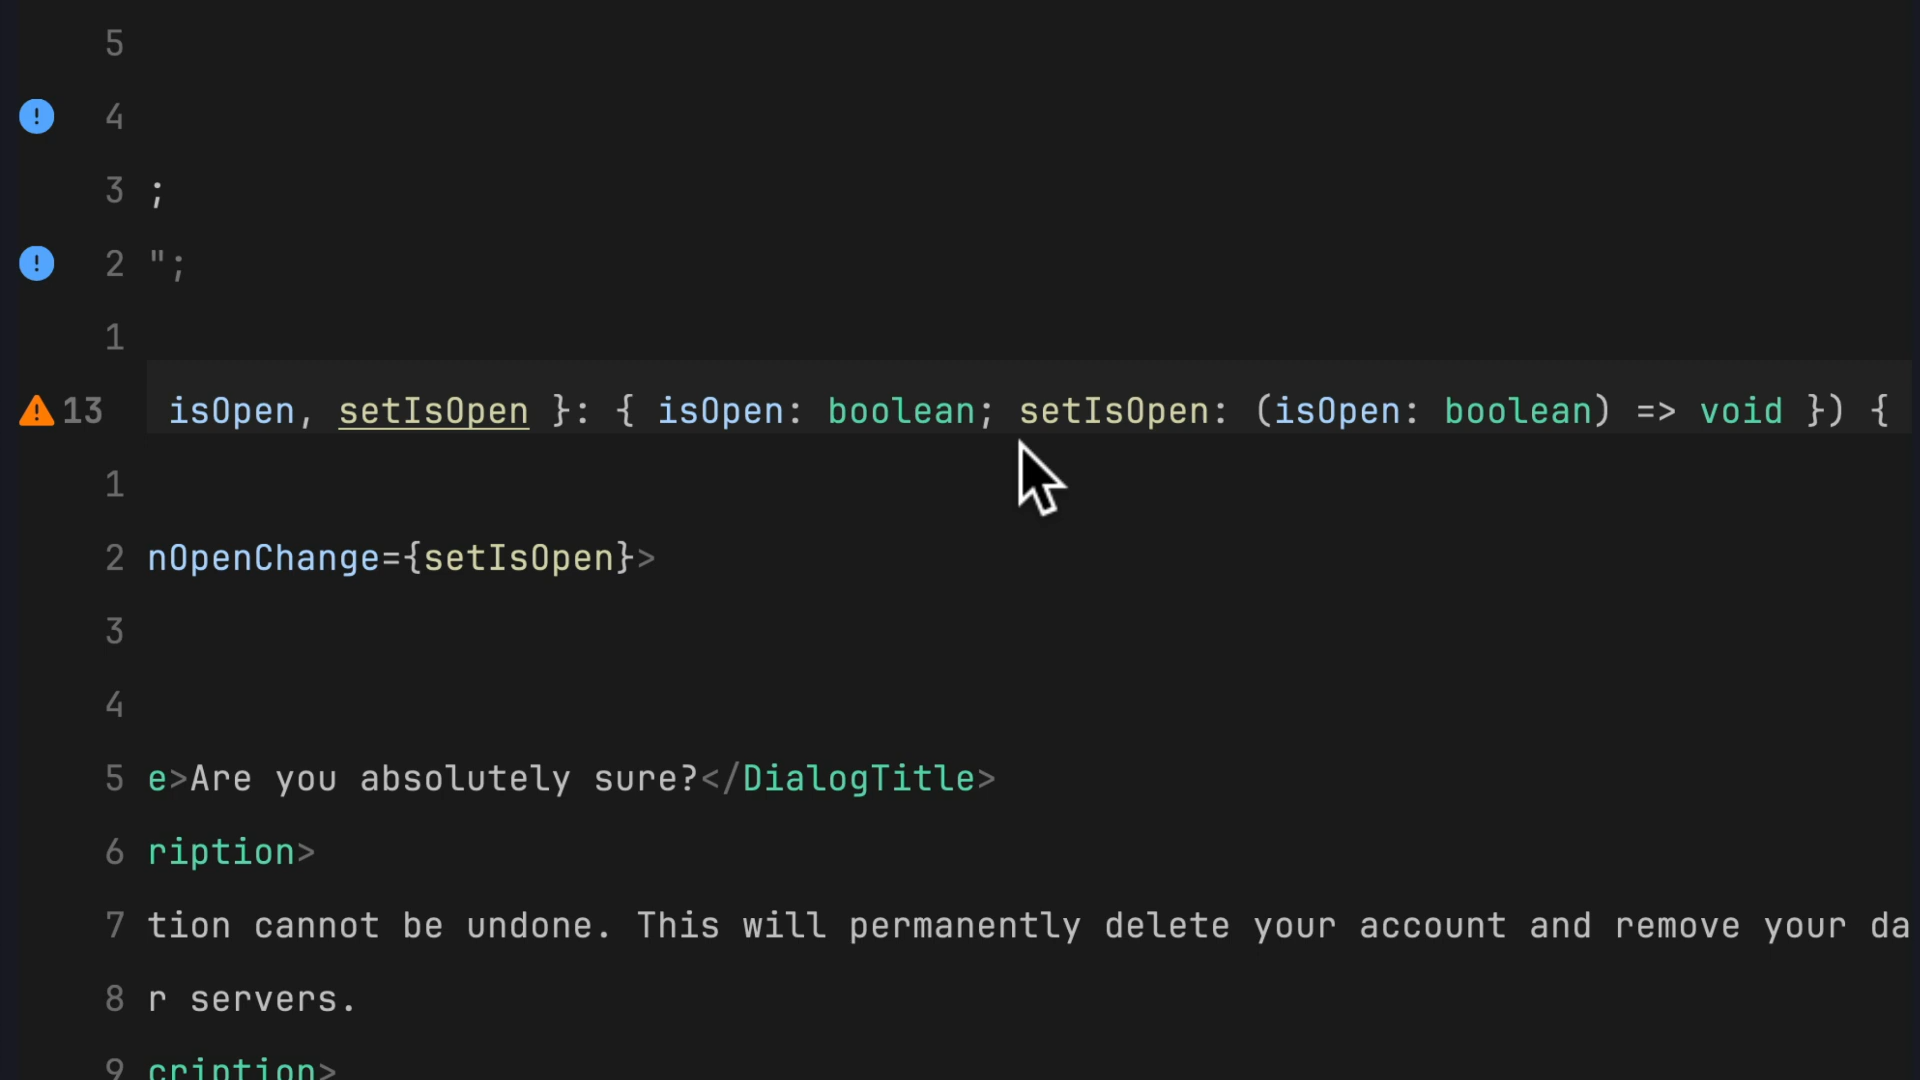 5
! 4
3 ;
! 2 ";
1
! 13 isOpen, setIsOpen }: { isOpen: boolean; setIsOpen: (isOpen: boolean) => void }) {
1
2 nOpenChange={setIsOpen}>
3
4
5 e>Are you absolutely sure?</DialogTitle>
6 ription>
7 tion cannot be undone. This will permanently delete your account and remove your da
8 r servers.
9 cription>